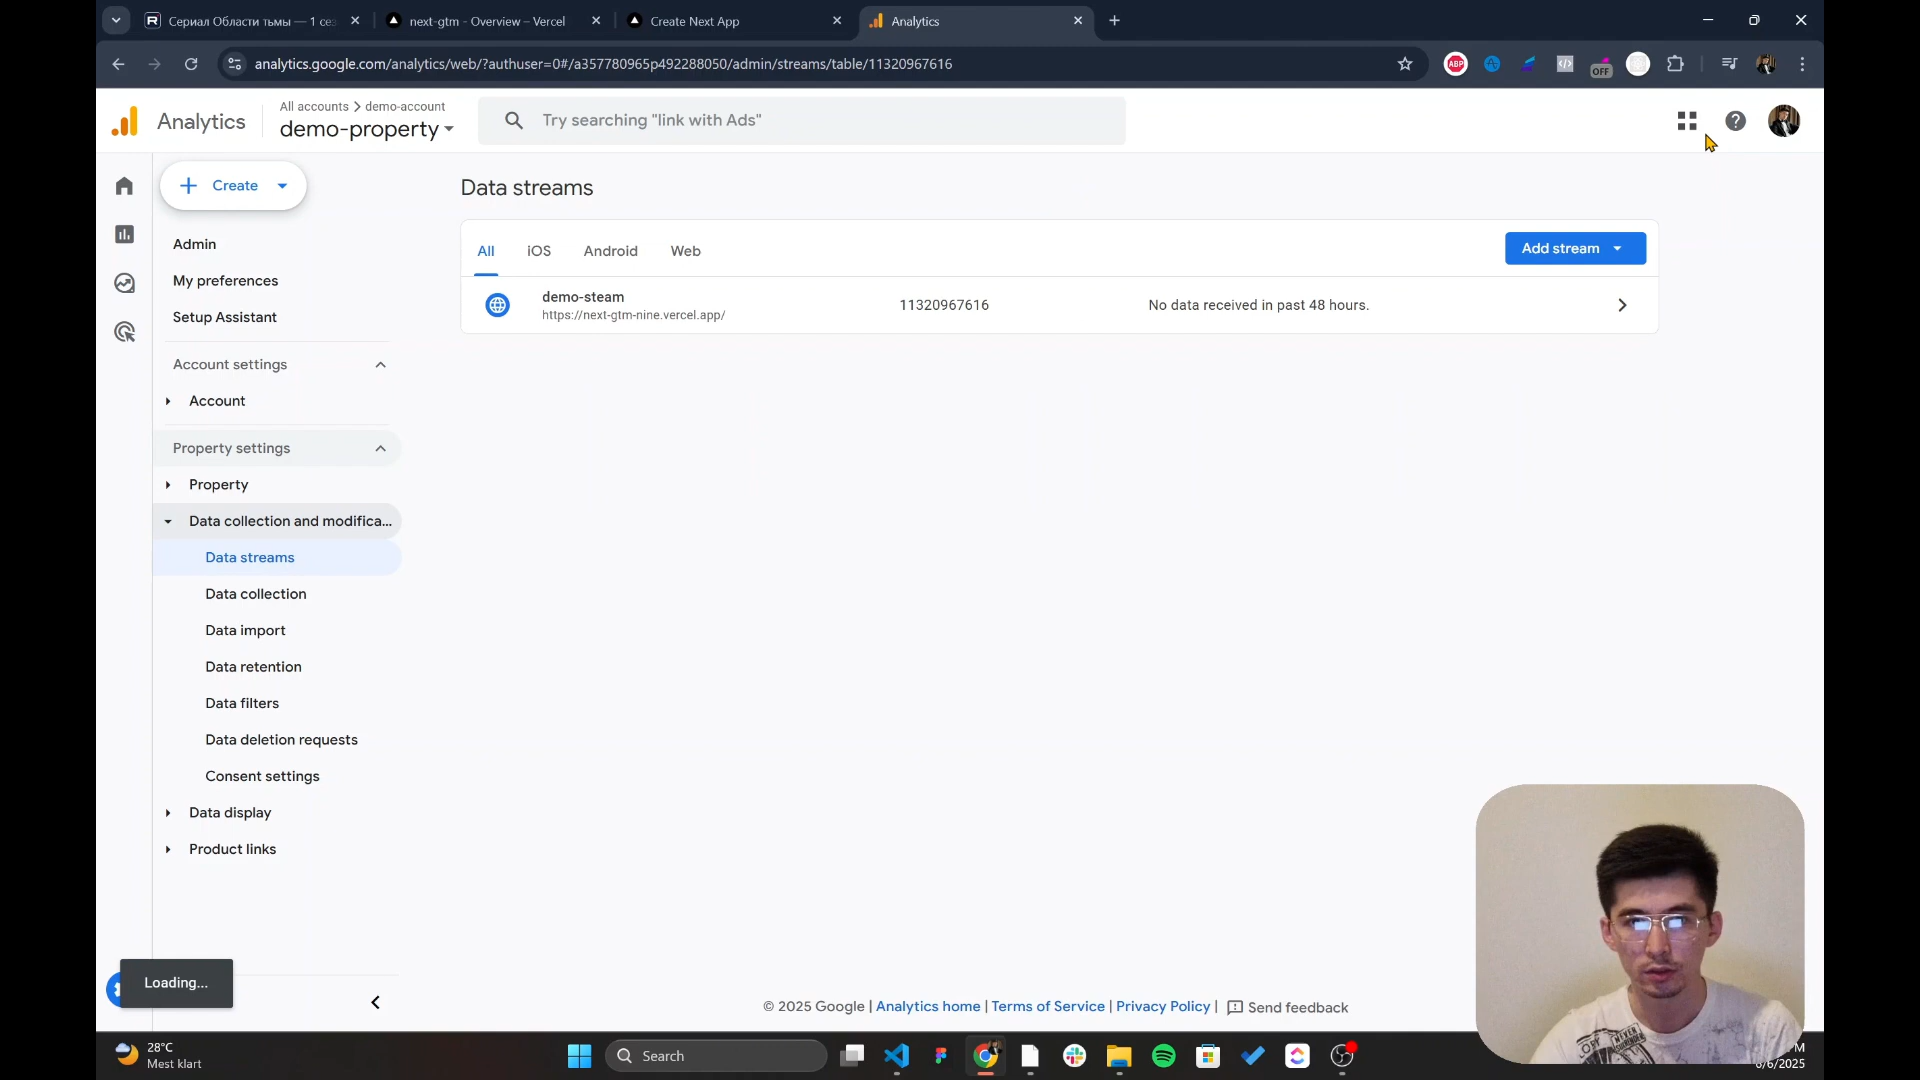 Сериал Области тьмы — 1 се
next-gtm - Overview – Vercel
Create Next App
Analytics
analytics.google.com/analytics/web/?authuser=0#/a357780965p492288050/admin/streams/table/11320967616
ABP
OFF
Analytics
All accounts > demo-account
demo-property
Try searching "link with Ads"
Create
Data streams
Admin
My preferences
Setup Assistant
All
iOS
Android
Web
Add stream
demo-steam
https://next-gtm-nine.vercel.app/
11320967616
No data received in past 48 hours.
Account settings
Account
Property settings
Property
Data collection and modifica...
Data streams
Data collection
Data import
Data retention
Data filters
Data deletion requests
Consent settings
Data display
Product links
Loading...
© 2025 Google | Analytics home | Terms of Service | Privacy Policy | Send feedback
28°C
Mest klart
Search
M
6/6/2025